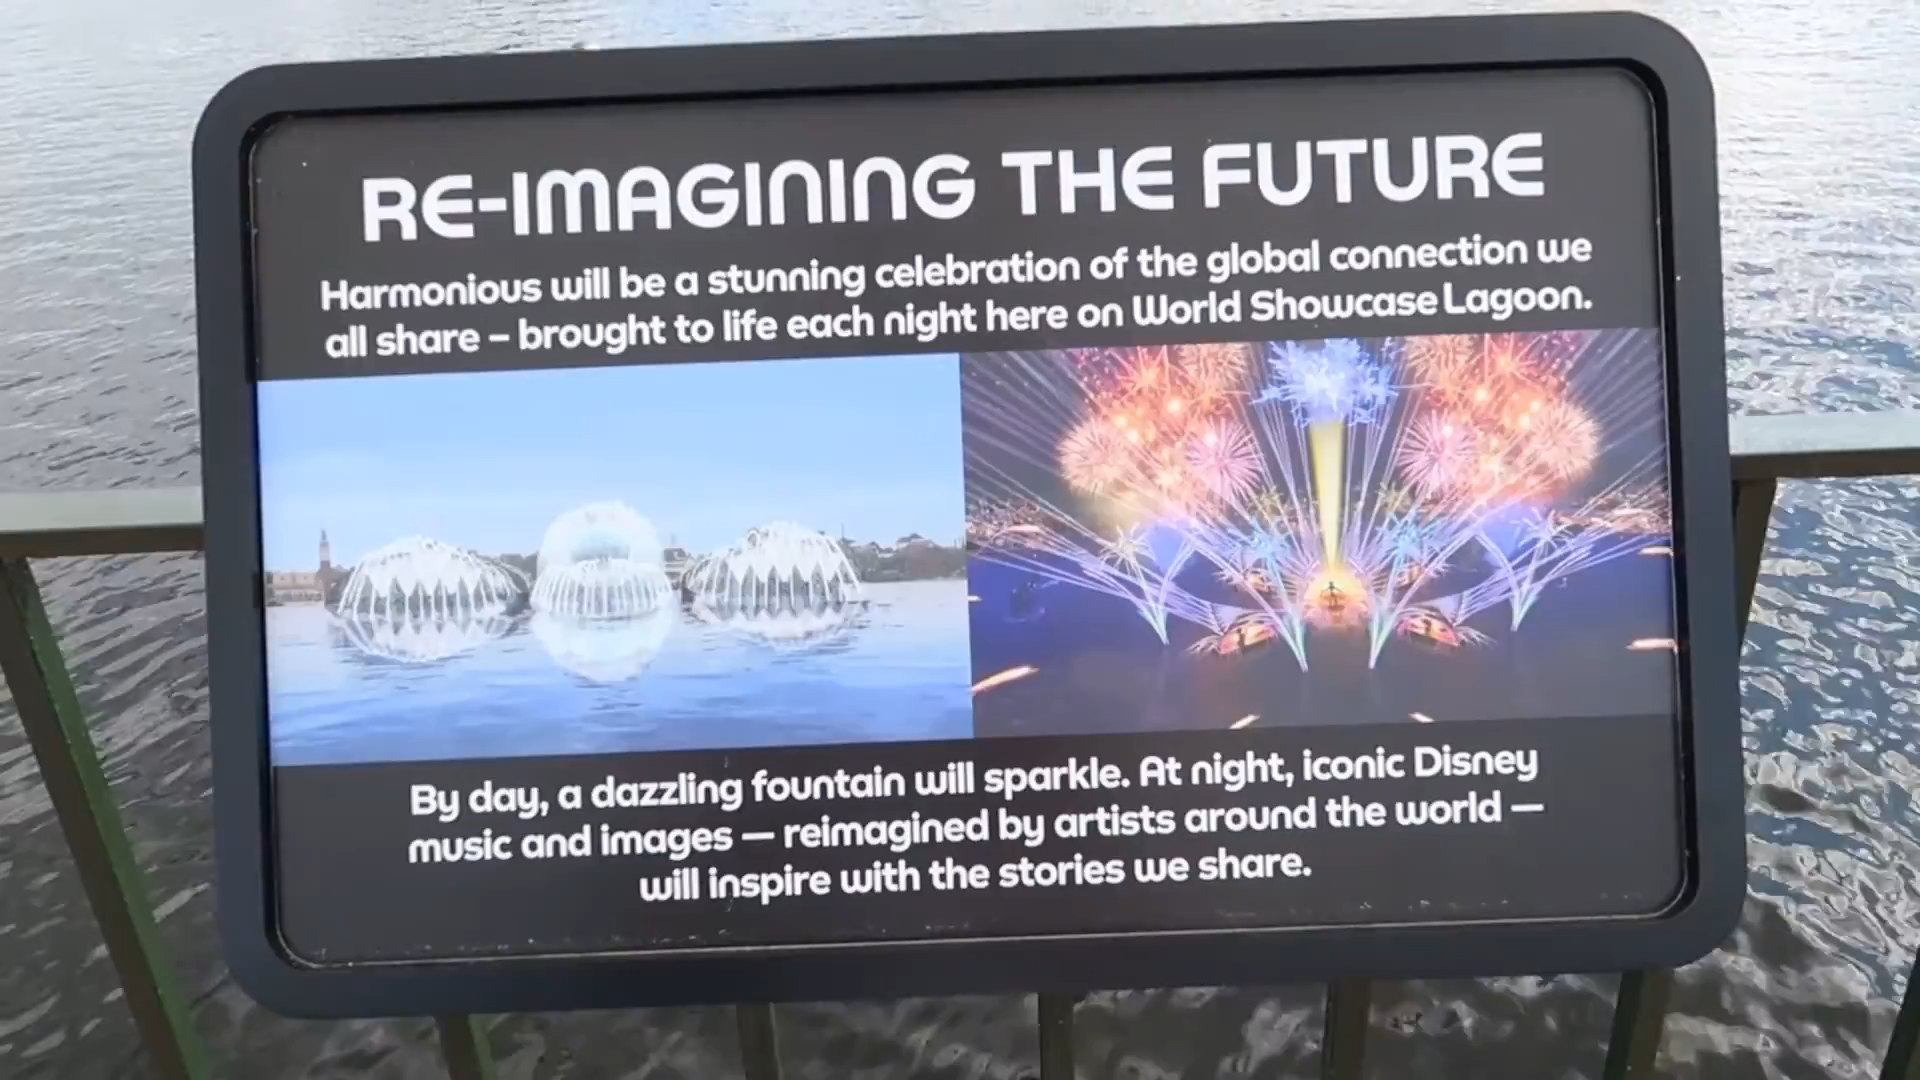 RE-IMAGINING THE FUTURE
Harmonious will be a stunning celebration of the global connection we
all share – brought to life each night here on World Showcase Lagoon.
By day, a dazzling fountain will sparkle. At night, iconic Disney
music and images — reimagined by artists around the world —
will inspire with the stories we share.